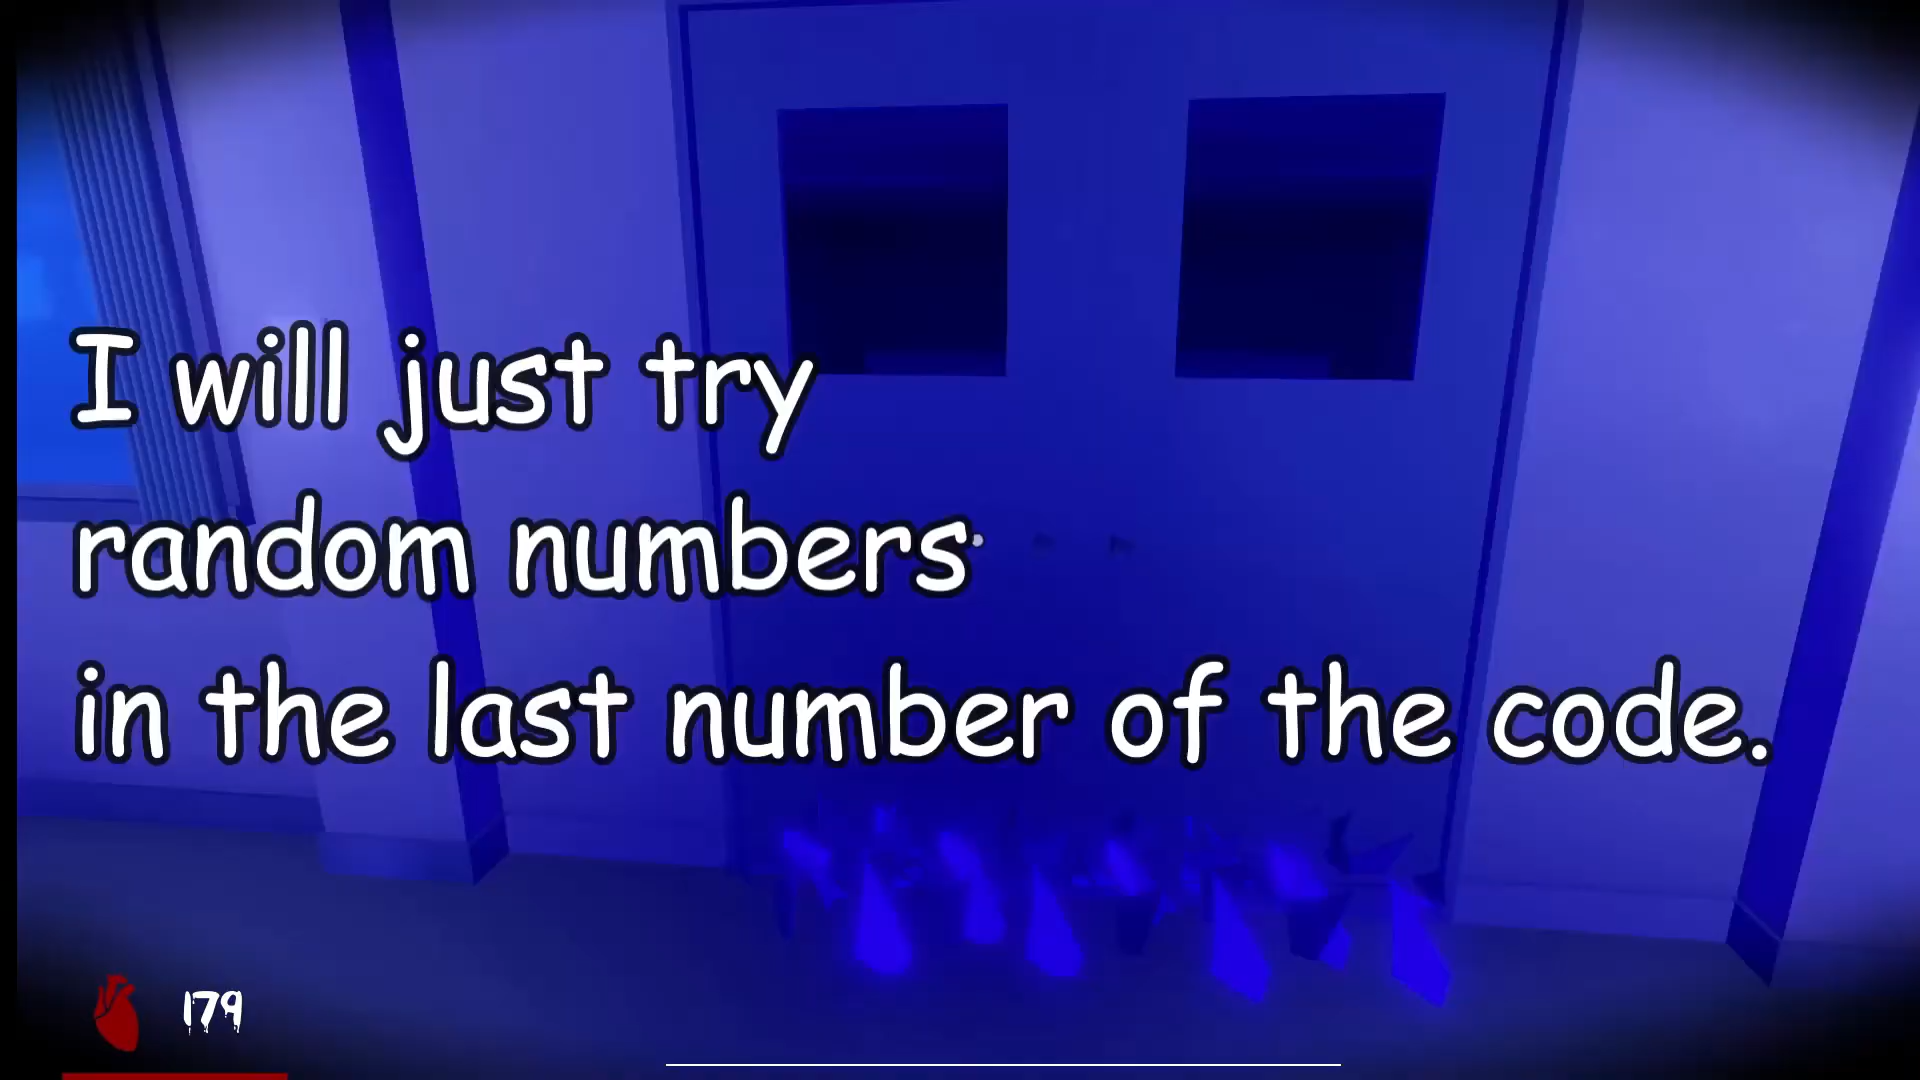 I will just try
random numbers
in the last number of the code.
179